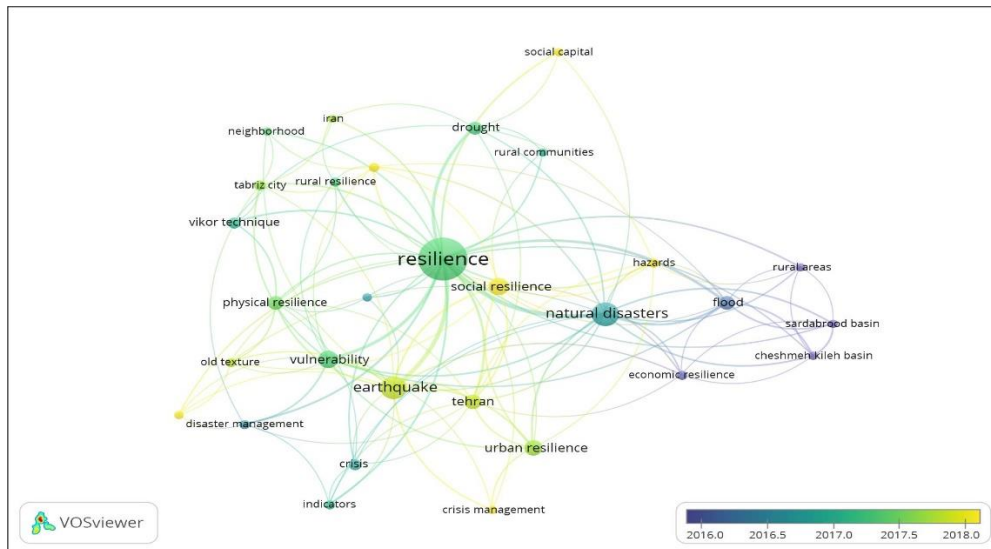 social capital
iran
drought
neighborhood
rural communities
tabriz city
rural resilience
vikor technique
resilience
hazards
rural areas
social resilience
physical resilience
flood
natural disasters
sardabrood basin
cheshmeh kileh basin
old texture
vulnerability
economic resilience
earthquake
tehran
disaster management
urban resilience
crisis
indicators
crisis management
VOSviewer
2016.0 2016.5 2017.0 2017.5 2018.0